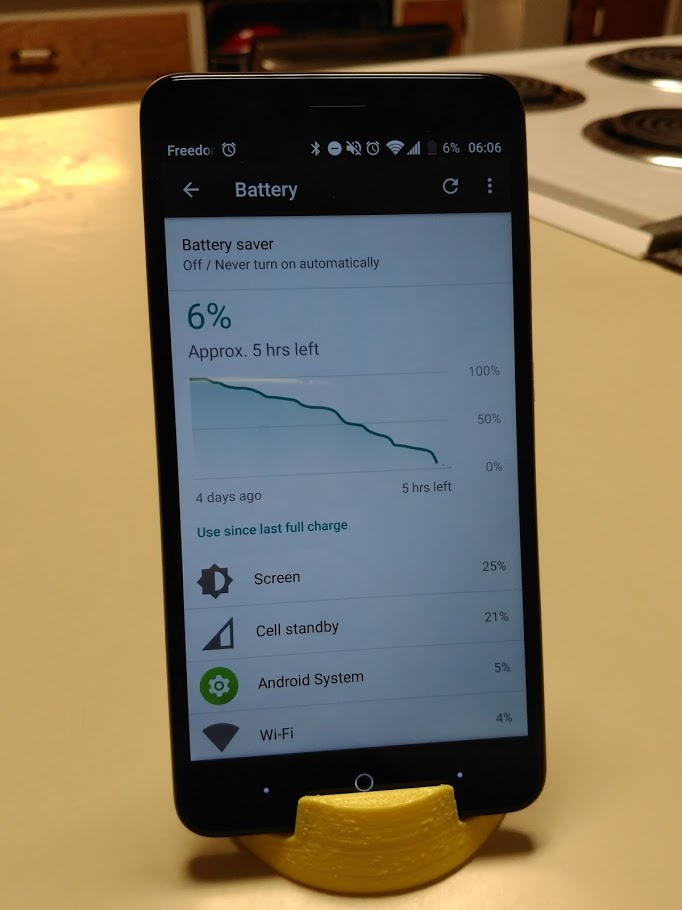 Freedo 6% 06:06
Battery
Battery saver
Off / Never turn on automatically
6%
Approx. 5 hrs left
100%
50%
0%
4 days ago 5 hrs left
Use since last full charge
Screen 25%
Cell standby 21%
Android System 5%
Wi-Fi 4%